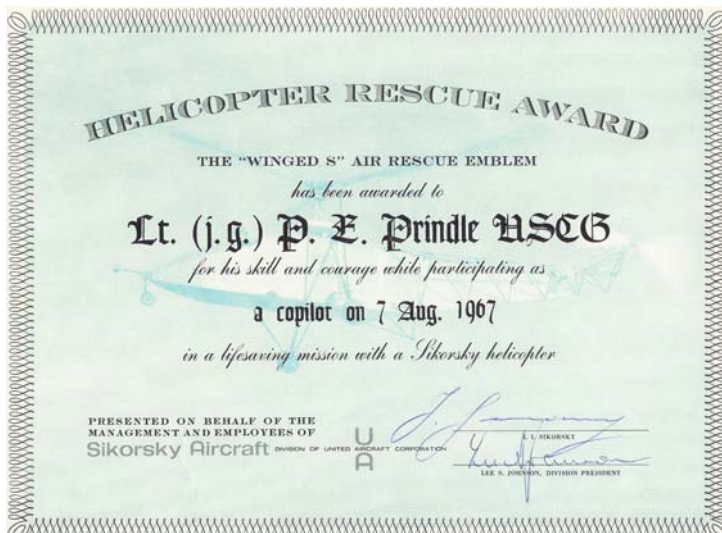 HELICOPTER RESCUE AWARD
THE "WINGED S" AIR RESCUE EMBLEM
has been awarded to
Lt. (j.g.) P. E. Prindle USCG
for his skill and courage while participating as
a copilot on 7 Aug. 1967
in a lifesaving mission with a Sikorsky helicopter
PRESENTED ON BEHALF OF THE
MANAGEMENT AND EMPLOYEES OF
Sikorsky Aircraft DIVISION OF UNITED AIRCRAFT CORPORATION
U
A
I. I. SIKORSKY
LEE S. JOHNSON, DIVISION PRESIDENT